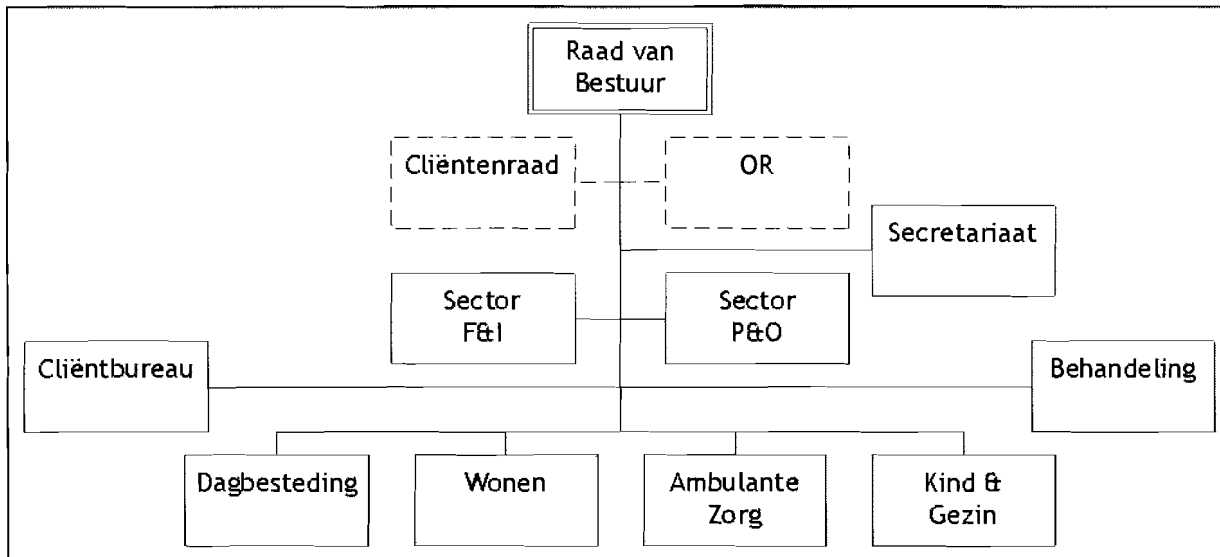 Raad van
Bestuur
Cliëntenraad
OR
Secretariaat
Sector
F&I
Sector
P&O
Cliëntbureau
Behandeling
Dagbesteding
Wonen
Ambulante
Zorg
Kind &
Gezin